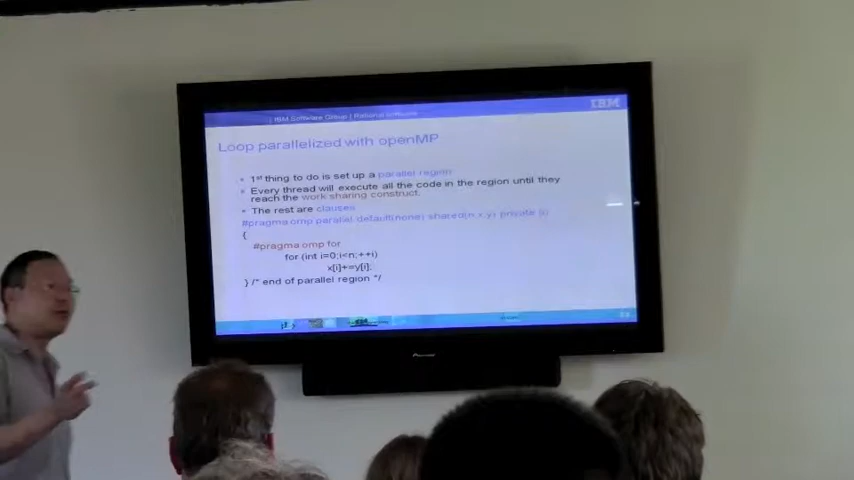 IBM Software Group | Rational software
IBM
Loop parallelized with openMP
1st thing to do is set up a parallel region
Every thread will execute all the code in the region until they
reach the work sharing construct.
The rest are clauses
#pragma omp parallel default(none) shared(n,x,y) private (i)
{
#pragma omp for
for (int i=0;i<n;++i)
x[i]+=y[i];
} /* end of parallel region */
Pioneer